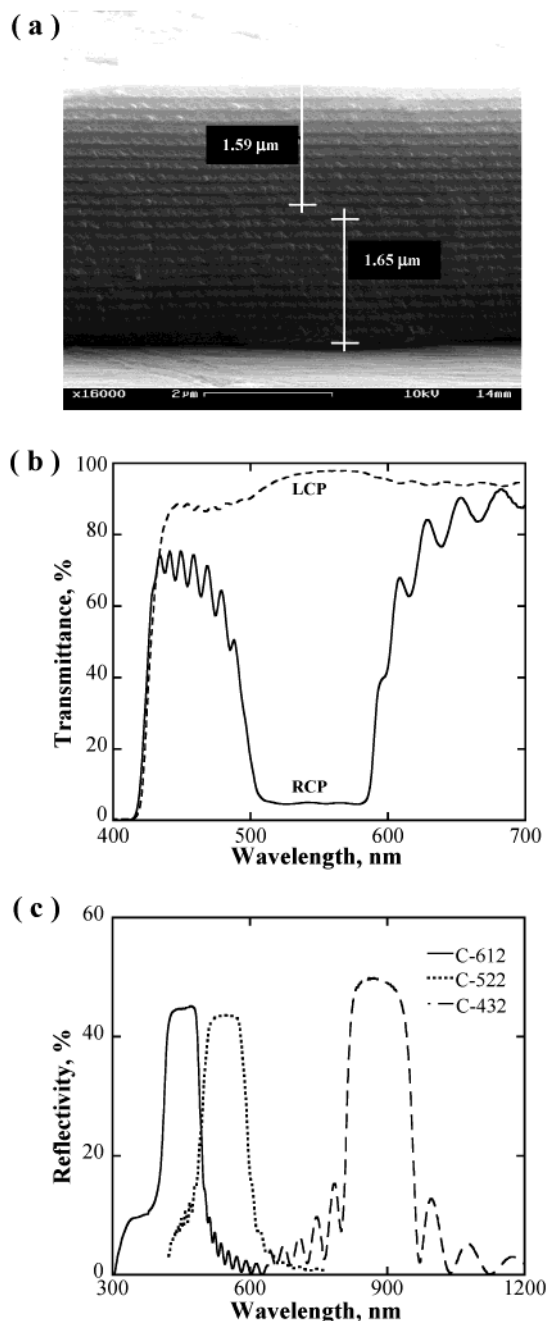 ( a )
1.59 μm
1.65 μm
x16000 2μm 10kV 14mm
( b )
100
80
60
40
20
0
Transmittance, %
LCP
RCP
400 500 600 700
Wavelength, nm
( c )
60
40
20
0
Reflectivity, %
C-612
C-522
C-432
300 600 900 1200
Wavelength, nm